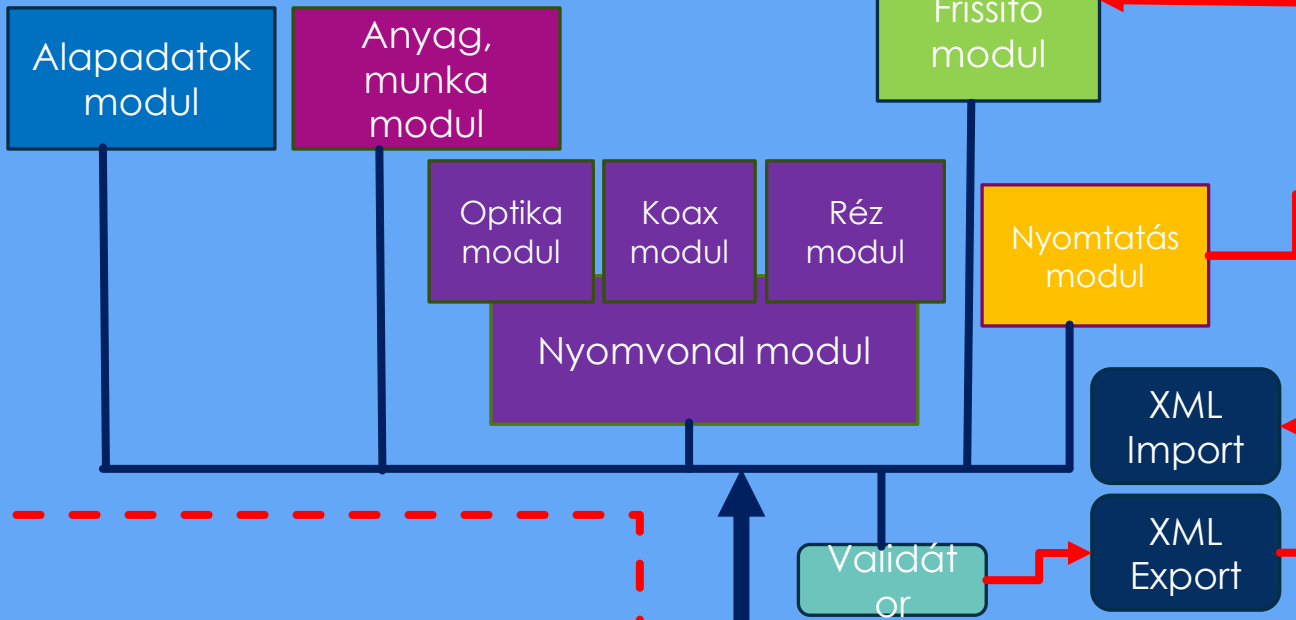 Alapadatok
modul
Anyag,
munka
modul
Frissítő
modul
Optika
modul
Koax
modul
Réz
modul
Nyomtatás
modul
Nyomvonal modul
XML
Import
XML
Export
Validát
or